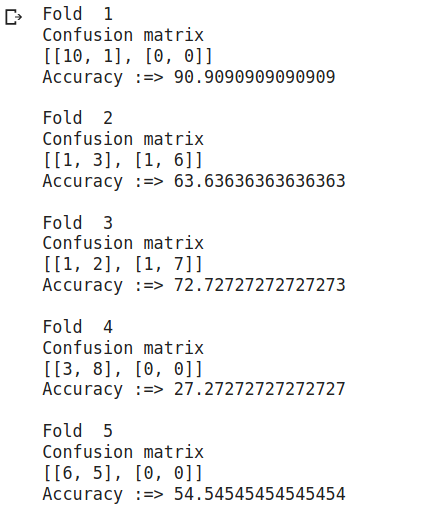 Fold  1
Confusion matrix
[[10, 1], [0, 0]]
Accuracy :=> 90.9090909090909

Fold  2
Confusion matrix
[[1, 3], [1, 6]]
Accuracy :=> 63.63636363636363

Fold  3
Confusion matrix
[[1, 2], [1, 7]]
Accuracy :=> 72.72727272727273

Fold  4
Confusion matrix
[[3, 8], [0, 0]]
Accuracy :=> 27.27272727272727

Fold  5
Confusion matrix
[[6, 5], [0, 0]]
Accuracy :=> 54.54545454545454